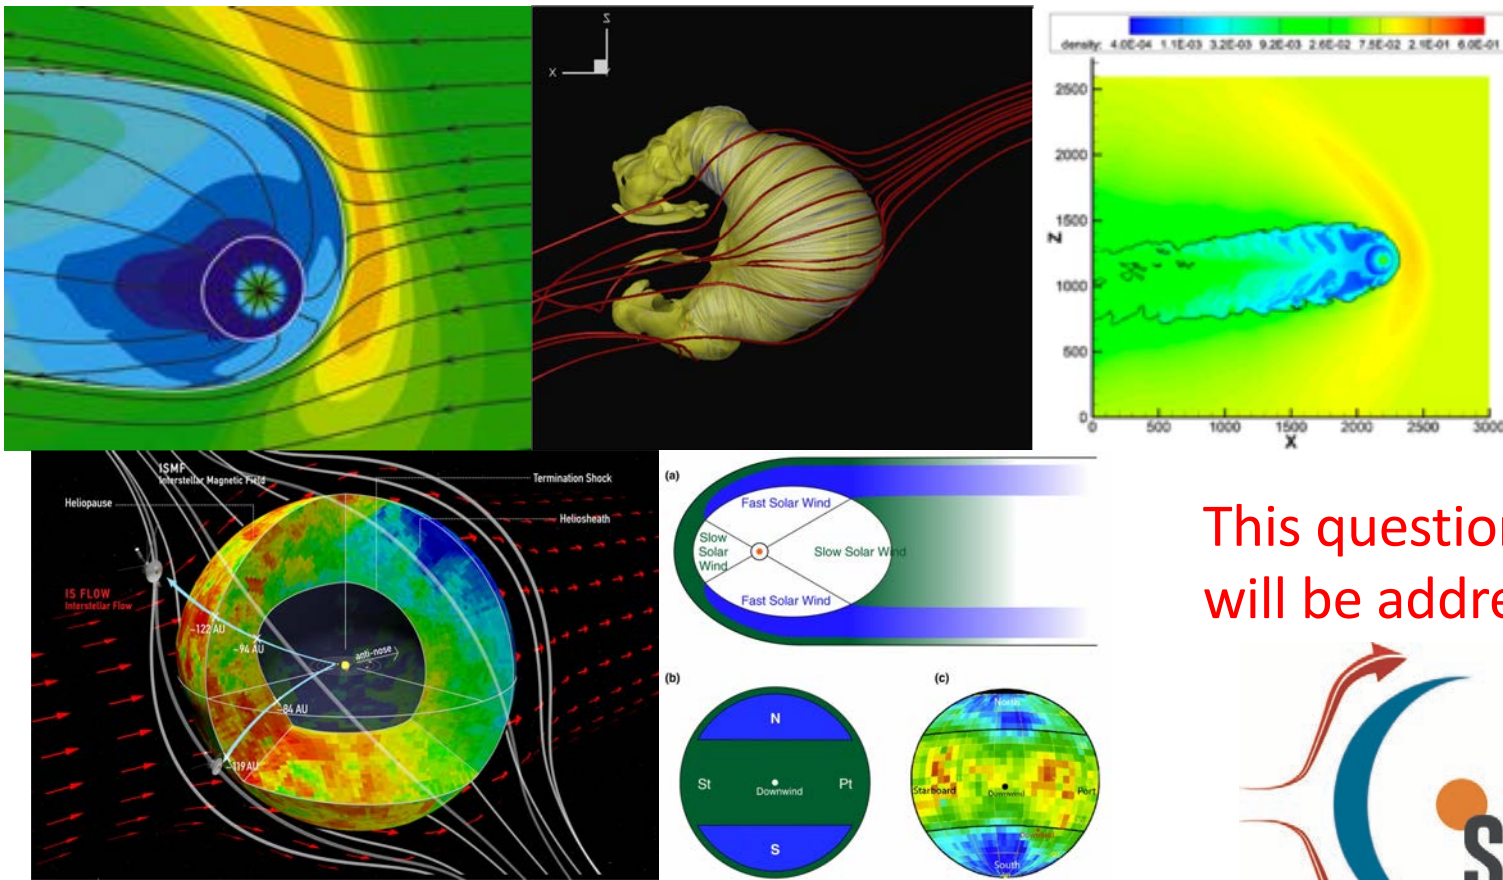 Z
X
density: 4.0E-04 1.1E-03 3.2E-03 9.2E-03 2.6E-02 7.5E-02 2.1E-01 6.0E-01
2500
2000
1500
Z
1000
500
0
0 500 1000 1500 2000 2500 3000
X
ISMF
Interstellar Magnetic Field
Termination Shock
Heliopause
Heliosheath
IS FLOW
Interstellar Flow
~122 AU
~94 AU
anti-nose
~84 AU
~119 AU
(a)
Fast Solar Wind
Slow
Solar
Wind
Slow Solar Wind
Fast Solar Wind
(b)
N
St
Pt
Downwind
S
(c)
North
Starboard
Downwind
Port
South
This question
will be addre
S